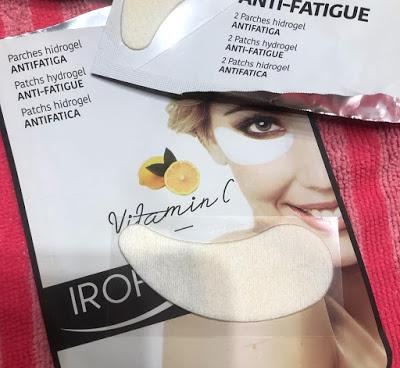 ANTI-FATIGUE
2 Parches hidrogel
ANTIFATIGA
2 Patchs hydrogel
ANTI-FATIGUE
2 Patchs hidrogel
ANTIFATICA
Parches hidrogel
ANTIFATIGA
Patchs hydrogel
ANTI-FATIGUE
Patchs hidrogel
ANTIFATICA
Vitamin C